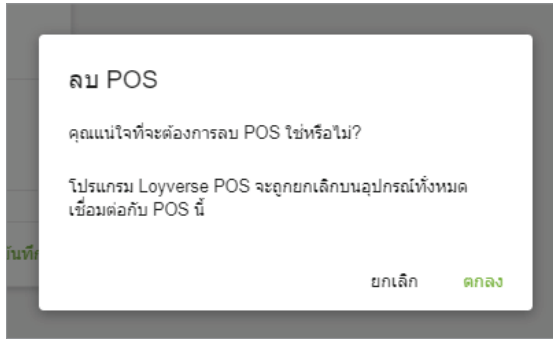 ลบ POS
คุณแน่ใจที่จะต้องการลบ POS ใช่หรือไม่?
โปรแกรม Loyverse POS จะถูกยกเลิกบนอุปกรณ์ทั้งหมด
เชื่อมต่อกับ POS นี้
ยกเลิก ตกลง